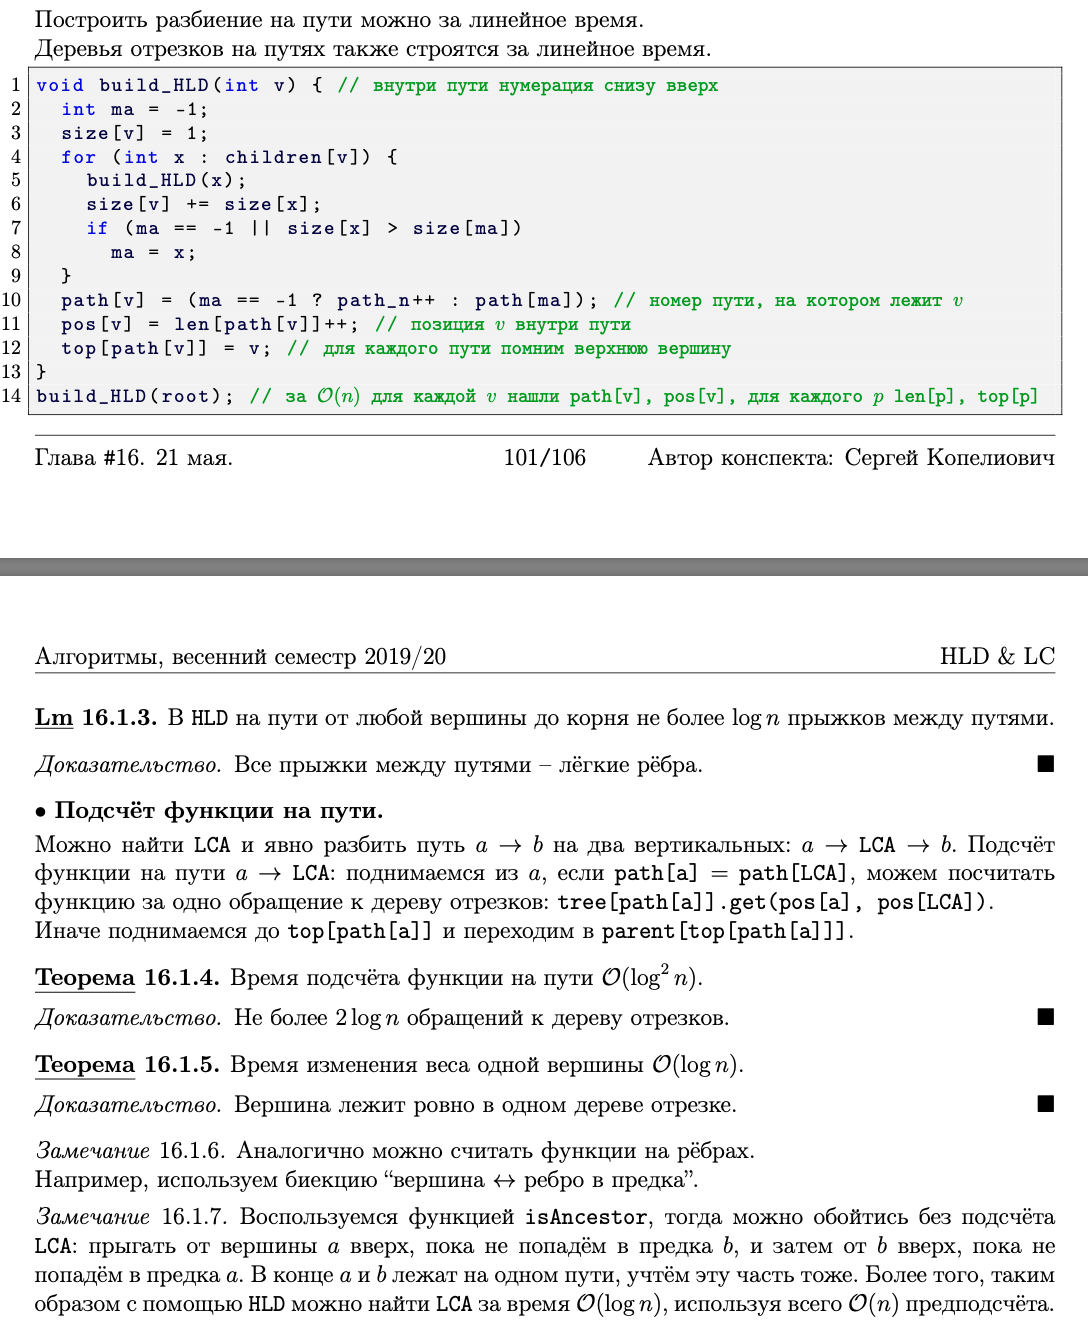 Построить разбиение на пути можно за линейное время.
Деревья отрезков на путях также строятся за линейное время.
1 void build_HLD(int v) { // внутри пути нумерация снизу вверх
2   int ma = -1;
3   size[v] = 1;
4   for (int x : children[v]) {
5     build_HLD(x);
6     size[v] += size[x];
7     if (ma == -1 || size[x] > size[ma])
8       ma = x;
9   }
10   path[v] = (ma == -1 ? path_n++ : path[ma]); // номер пути, на котором лежит v
11   pos[v] = len[path[v]]++; // позиция v внутри пути
12   top[path[v]] = v; // для каждого пути помним верхнюю вершину
13 }
14 build_HLD(root); // за O(n) для каждой v нашли path[v], pos[v], для каждого p len[p], top[p]
Глава #16. 21 мая. 101/106 Автор конспекта: Сергей Копелиович
Алгоритмы, весенний семестр 2019/20 HLD & LC
Lm 16.1.3. В HLD на пути от любой вершины до корня не более log n прыжков между путями.
Доказательство. Все прыжки между путями – лёгкие рёбра. ■
• Подсчёт функции на пути.
Можно найти LCA и явно разбить путь a → b на два вертикальных: a → LCA → b. Подсчёт
функции на пути a → LCA: поднимаемся из a, если path[a] = path[LCA], можем посчитать
функцию за одно обращение к дереву отрезков: tree[path[a]].get(pos[a], pos[LCA]).
Иначе поднимаемся до top[path[a]] и переходим в parent[top[path[a]]].
Теорема 16.1.4. Время подсчёта функции на пути O(log² n).
Доказательство. Не более 2 log n обращений к дереву отрезков. ■
Теорема 16.1.5. Время изменения веса одной вершины O(log n).
Доказательство. Вершина лежит ровно в одном дереве отрезке. ■
Замечание 16.1.6. Аналогично можно считать функции на рёбрах.
Например, используем биекцию “вершина ↔ ребро в предка”.
Замечание 16.1.7. Воспользуемся функцией isAncestor, тогда можно обойтись без подсчёта
LCA: прыгать от вершины a вверх, пока не попадём в предка b, и затем от b вверх, пока не
попадём в предка a. В конце a и b лежат на одном пути, учтём эту часть тоже. Более того, таким
образом с помощью HLD можно найти LCA за время O(log n), используя всего O(n) предподсчёта.